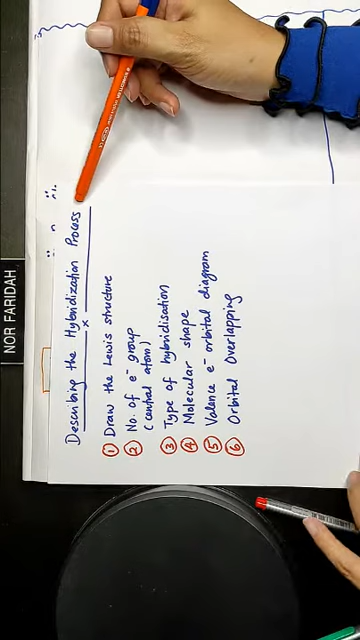 Describing the Hybridization Process
x
① Draw the Lewis structure
② No. of e⁻ group
(central atom)
③ Type of hybridisation
④ Molecular shape
⑤ Valence e⁻ orbital diagram
⑥ Orbital Overlapping
NOR FARIDAH